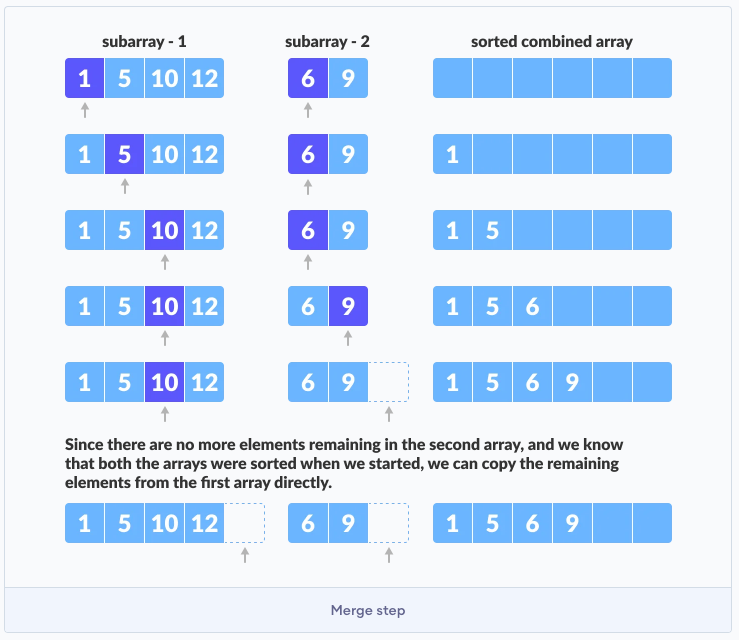 subarray - 1 subarray - 2 sorted combined array
1 5 10 12 6 9
1 5 10 12 6 9 1
1 5 10 12 6 9 1 5
1 5 10 12 6 9 1 5 6
1 5 10 12 6 9 1 5 6 9
Since there are no more elements remaining in the second array, and we know
that both the arrays were sorted when we started, we can copy the remaining
elements from the first array directly.
1 5 10 12 6 9 1 5 6 9
Merge step